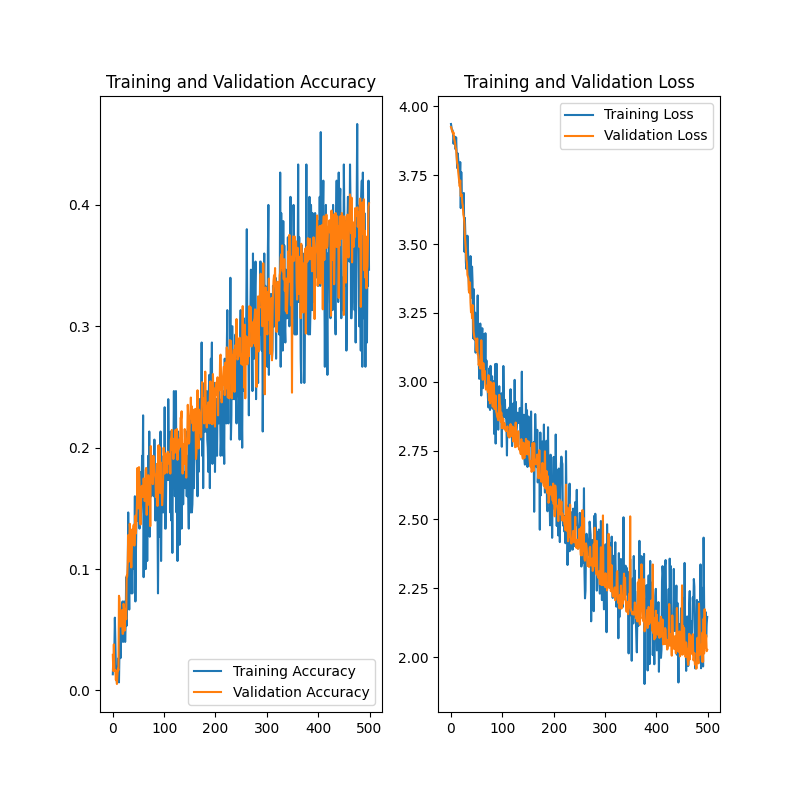 Training and Validation Accuracy
0.4
0.3
0.2
0.1
0.0
0 100 200 300 400 500
Training Accuracy
Validation Accuracy
Training and Validation Loss
4.00
3.75
3.50
3.25
3.00
2.75
2.50
2.25
2.00
0 100 200 300 400 500
Training Loss
Validation Loss